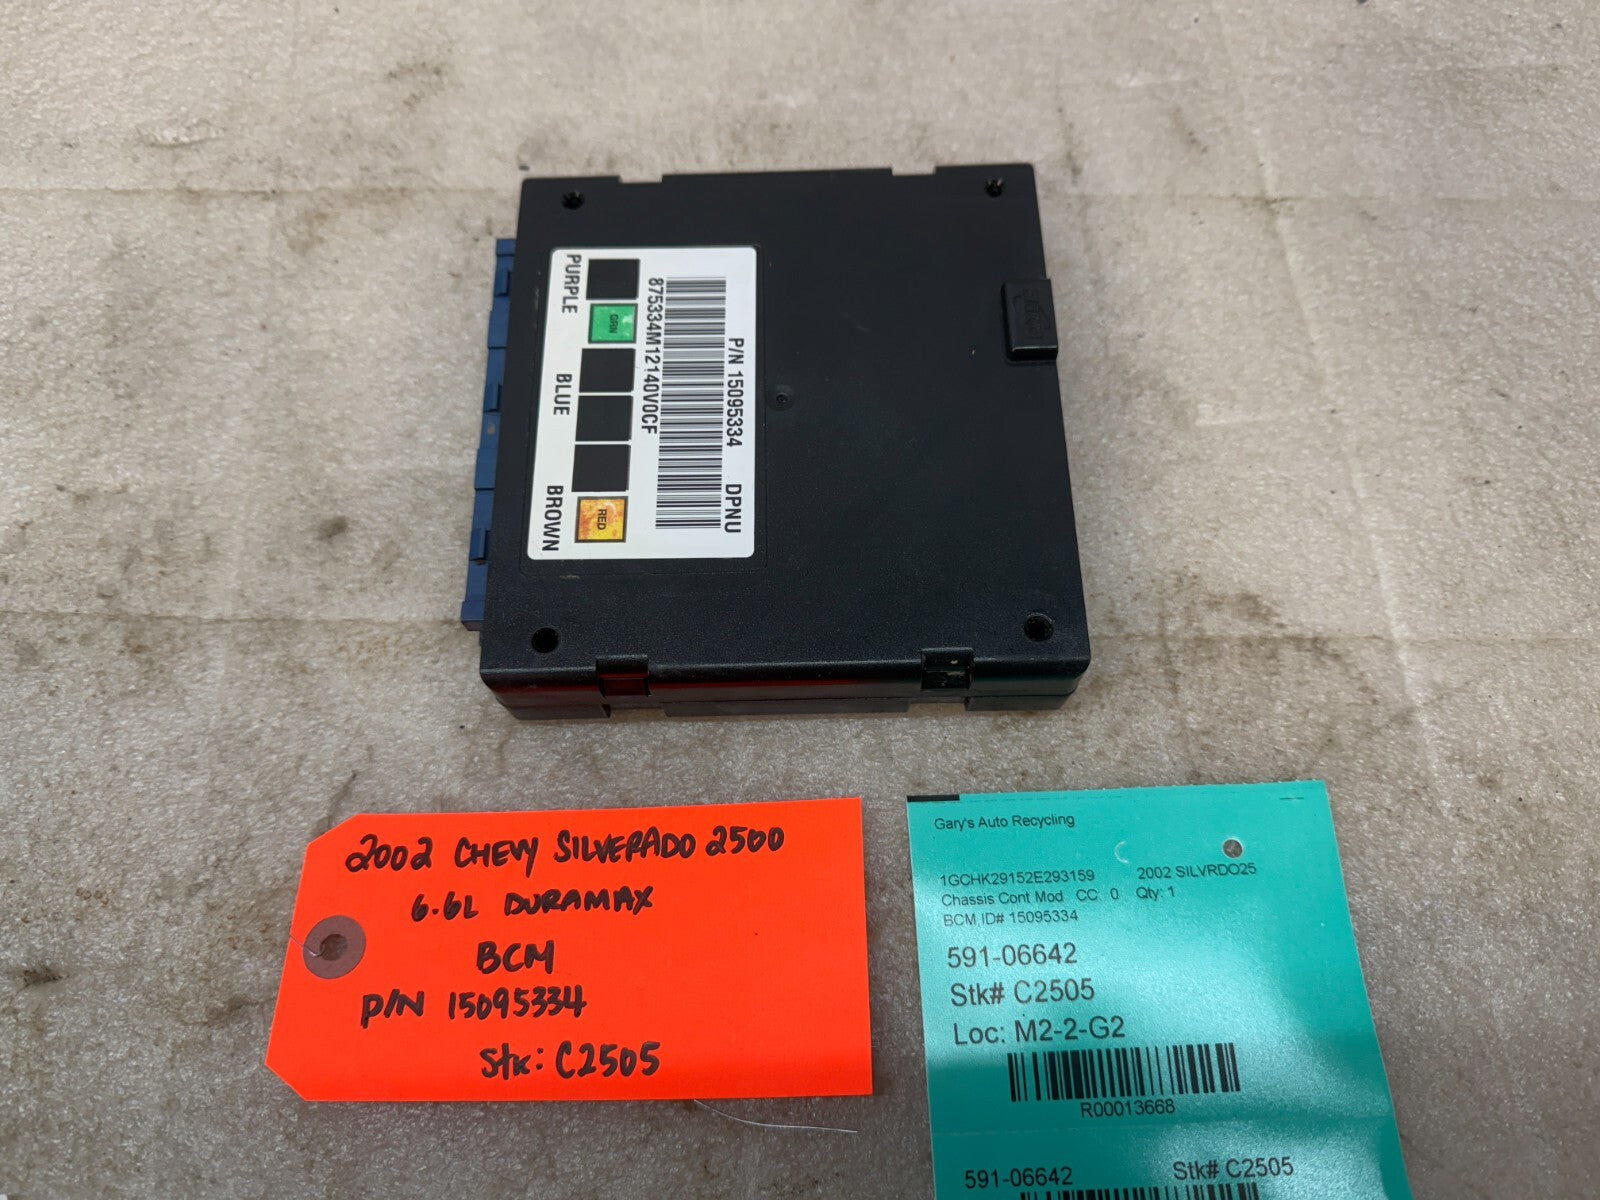 P/N 15095334 DPNU
875334M12140V0CF
GRN
RED
PURPLE BLUE BROWN
2002 CHEVY SILVERADO 2500
6.6L DURAMAX
BCM
P/N 15095334
Stk: C2505
Gary's Auto Recycling
1GCHK29152E293159 2002 SILVRDO25
Chassis Cont Mod CC: 0 Qty: 1
BCM,ID# 15095334
591-06642
Stk# C2505
Loc: M2-2-G2
R00013668
591-06642 Stk# C2505